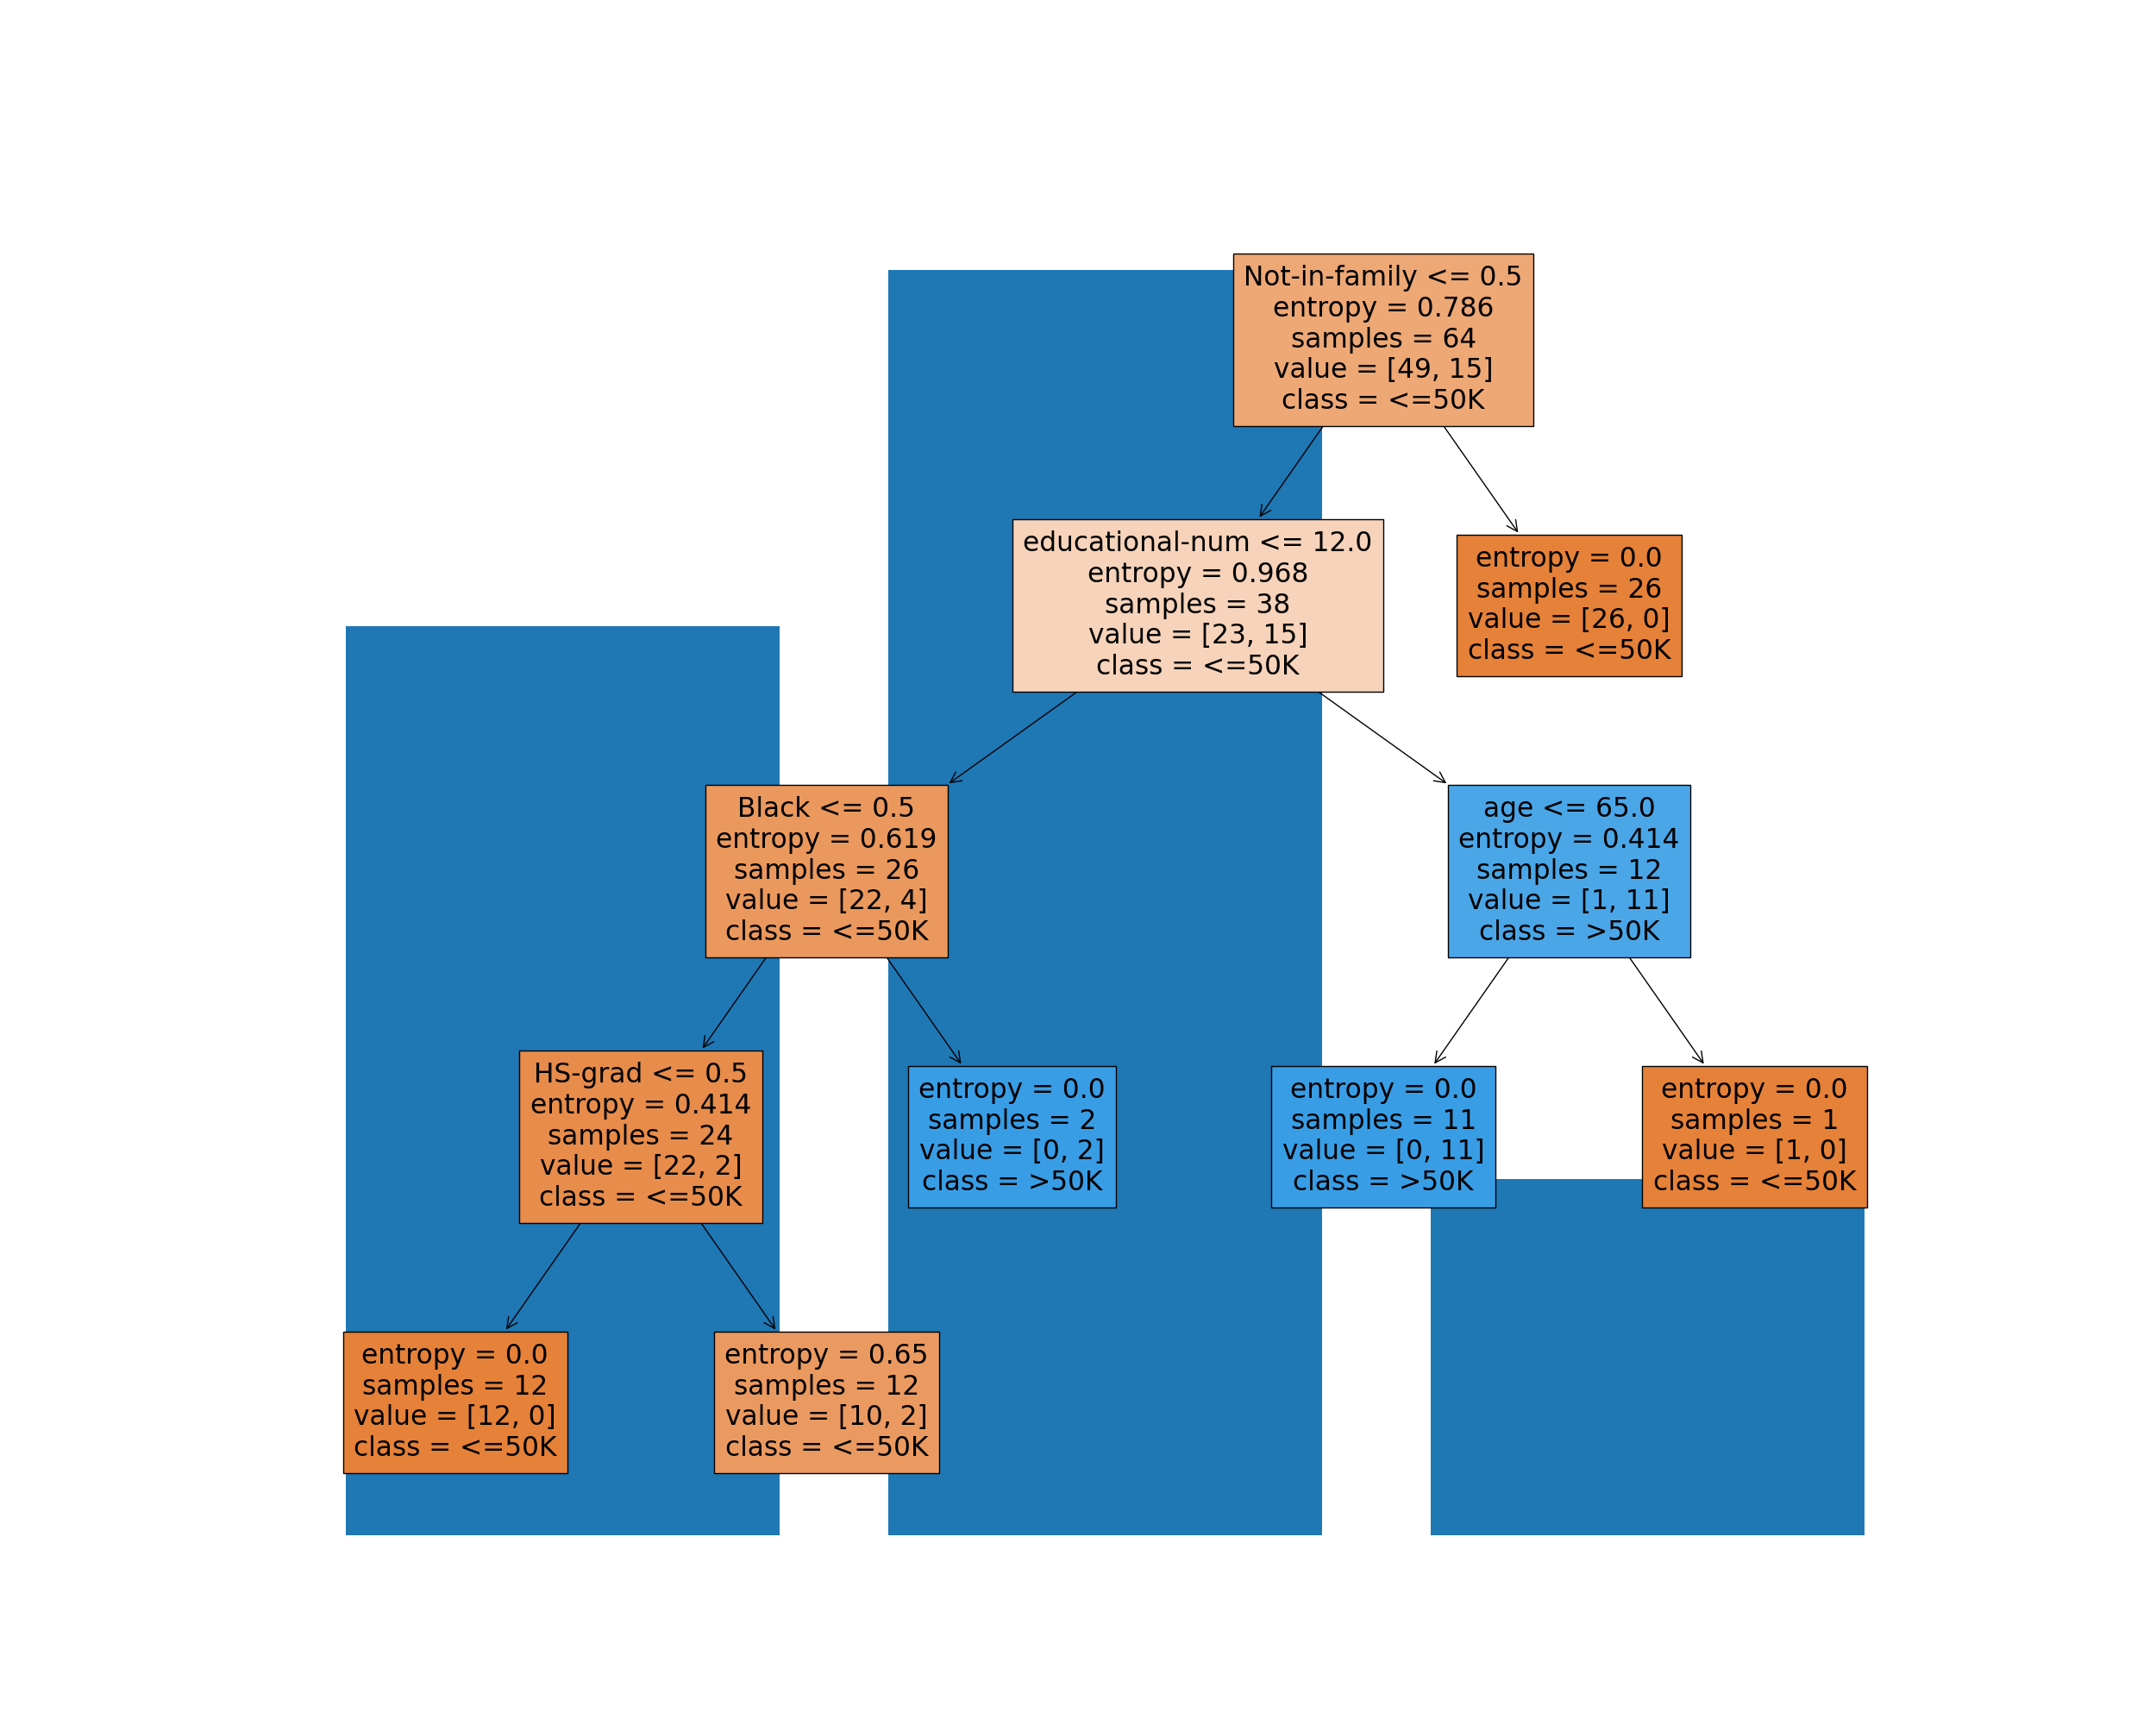 Not-in-family <= 0.5
entropy = 0.786
samples = 64
value = [49, 15]
class = <=50K
educational-num <= 12.0
entropy = 0.968
samples = 38
value = [23, 15]
class = <=50K
entropy = 0.0
samples = 26
value = [26, 0]
class = <=50K
Black <= 0.5
entropy = 0.619
samples = 26
value = [22, 4]
class = <=50K
age <= 65.0
entropy = 0.414
samples = 12
value = [1, 11]
class = >50K
HS-grad <= 0.5
entropy = 0.414
samples = 24
value = [22, 2]
class = <=50K
entropy = 0.0
samples = 2
value = [0, 2]
class = >50K
entropy = 0.0
samples = 11
value = [0, 11]
class = >50K
entropy = 0.0
samples = 1
value = [1, 0]
class = <=50K
entropy = 0.0
samples = 12
value = [12, 0]
class = <=50K
entropy = 0.65
samples = 12
value = [10, 2]
class = <=50K